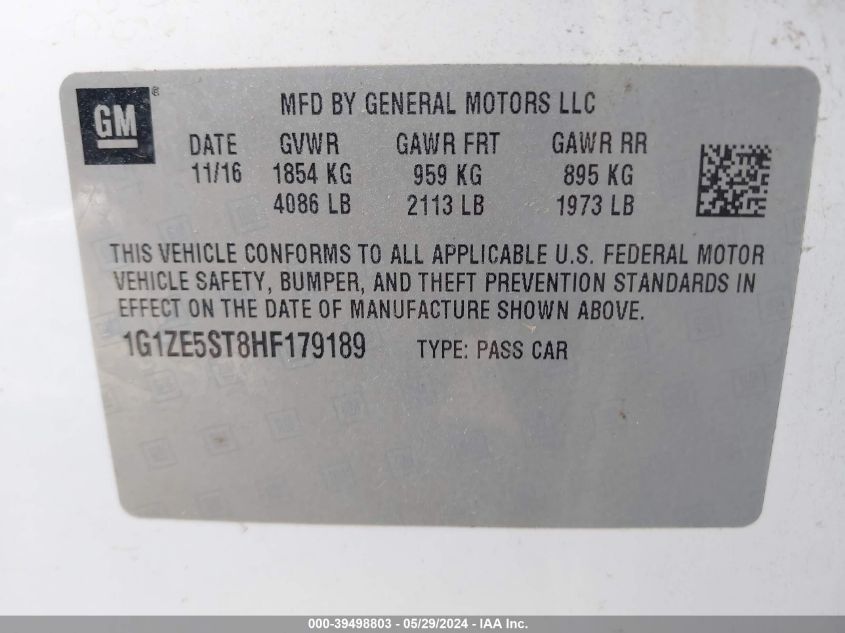 GM ®
MFD BY GENERAL MOTORS LLC
DATE GVWR GAWR FRT GAWR RR
11/16 1854 KG 959 KG 895 KG
4086 LB 2113 LB 1973 LB
THIS VEHICLE CONFORMS TO ALL APPLICABLE U.S. FEDERAL MOTOR
VEHICLE SAFETY, BUMPER, AND THEFT PREVENTION STANDARDS IN
EFFECT ON THE DATE OF MANUFACTURE SHOWN ABOVE.
1G1ZE5ST8HF179189 TYPE: PASS CAR
000-39498803 - 05/29/2024 - IAA Inc.